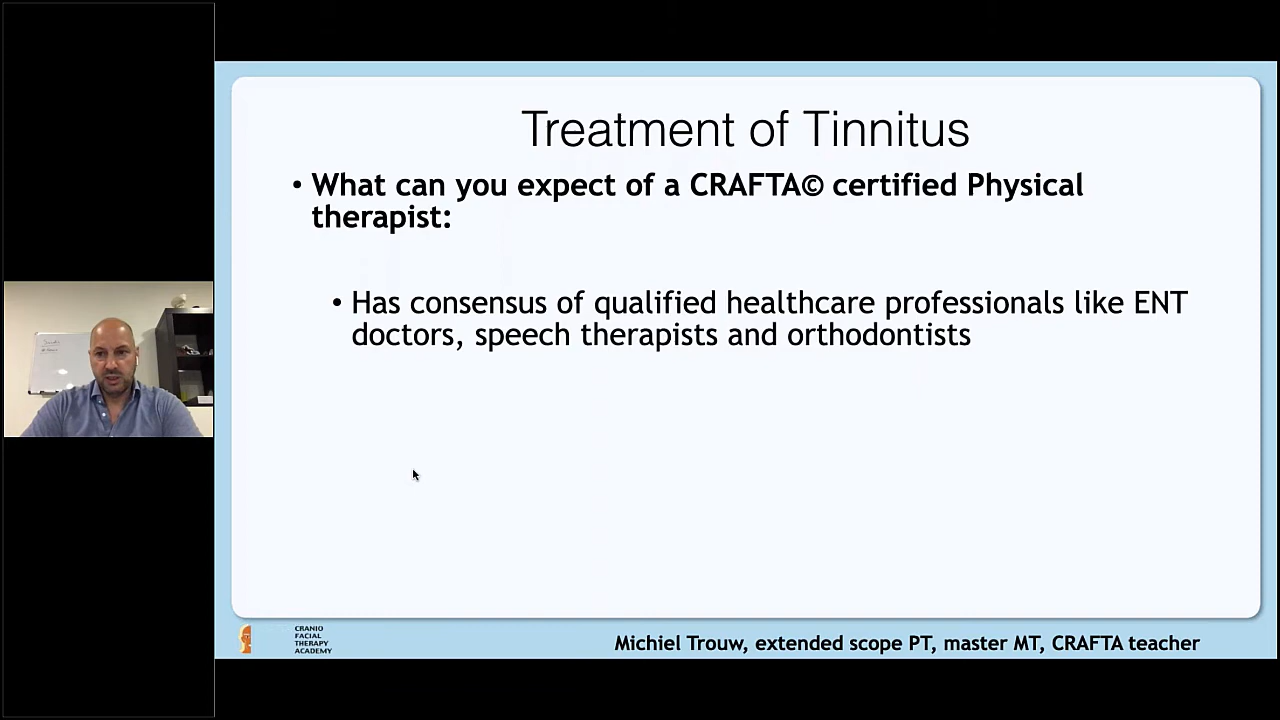 Treatment of Tinnitus
• What can you expect of a CRAFTA© certified Physical
therapist:
• Has consensus of qualified healthcare professionals like ENT
doctors, speech therapists and orthodontists
CRANIO
FACIAL
THERAPY
ACADEMY
Michiel Trouw, extended scope PT, master MT, CRAFTA teacher